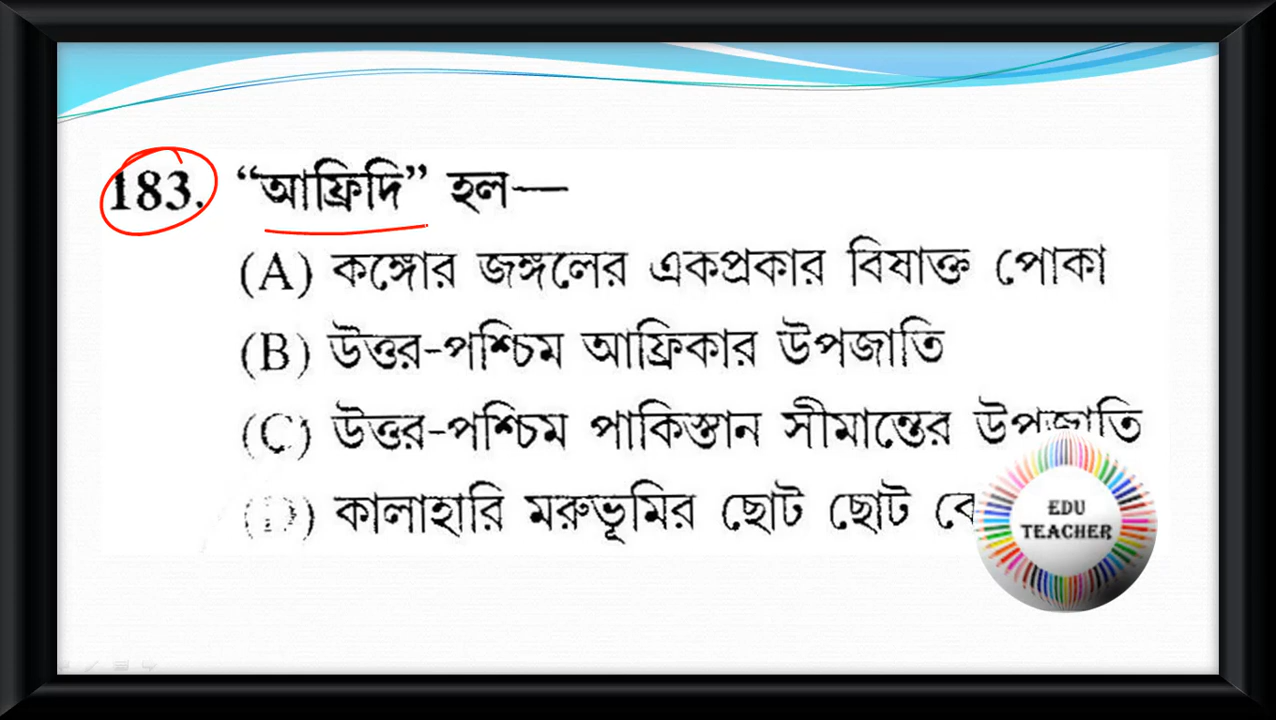 183. “আফ্রিদি” হল—
(A) কঙ্গোর জঙ্গলের একপ্রকার বিষাক্ত পোকা
(B) উত্তর-পশ্চিম আফ্রিকার উপজাতি
(C) উত্তর-পশ্চিম পাকিস্তান সীমান্তের উপজাতি
(D) কালাহারি মরুভূমির ছোট ছোট
EDU
TEACHER